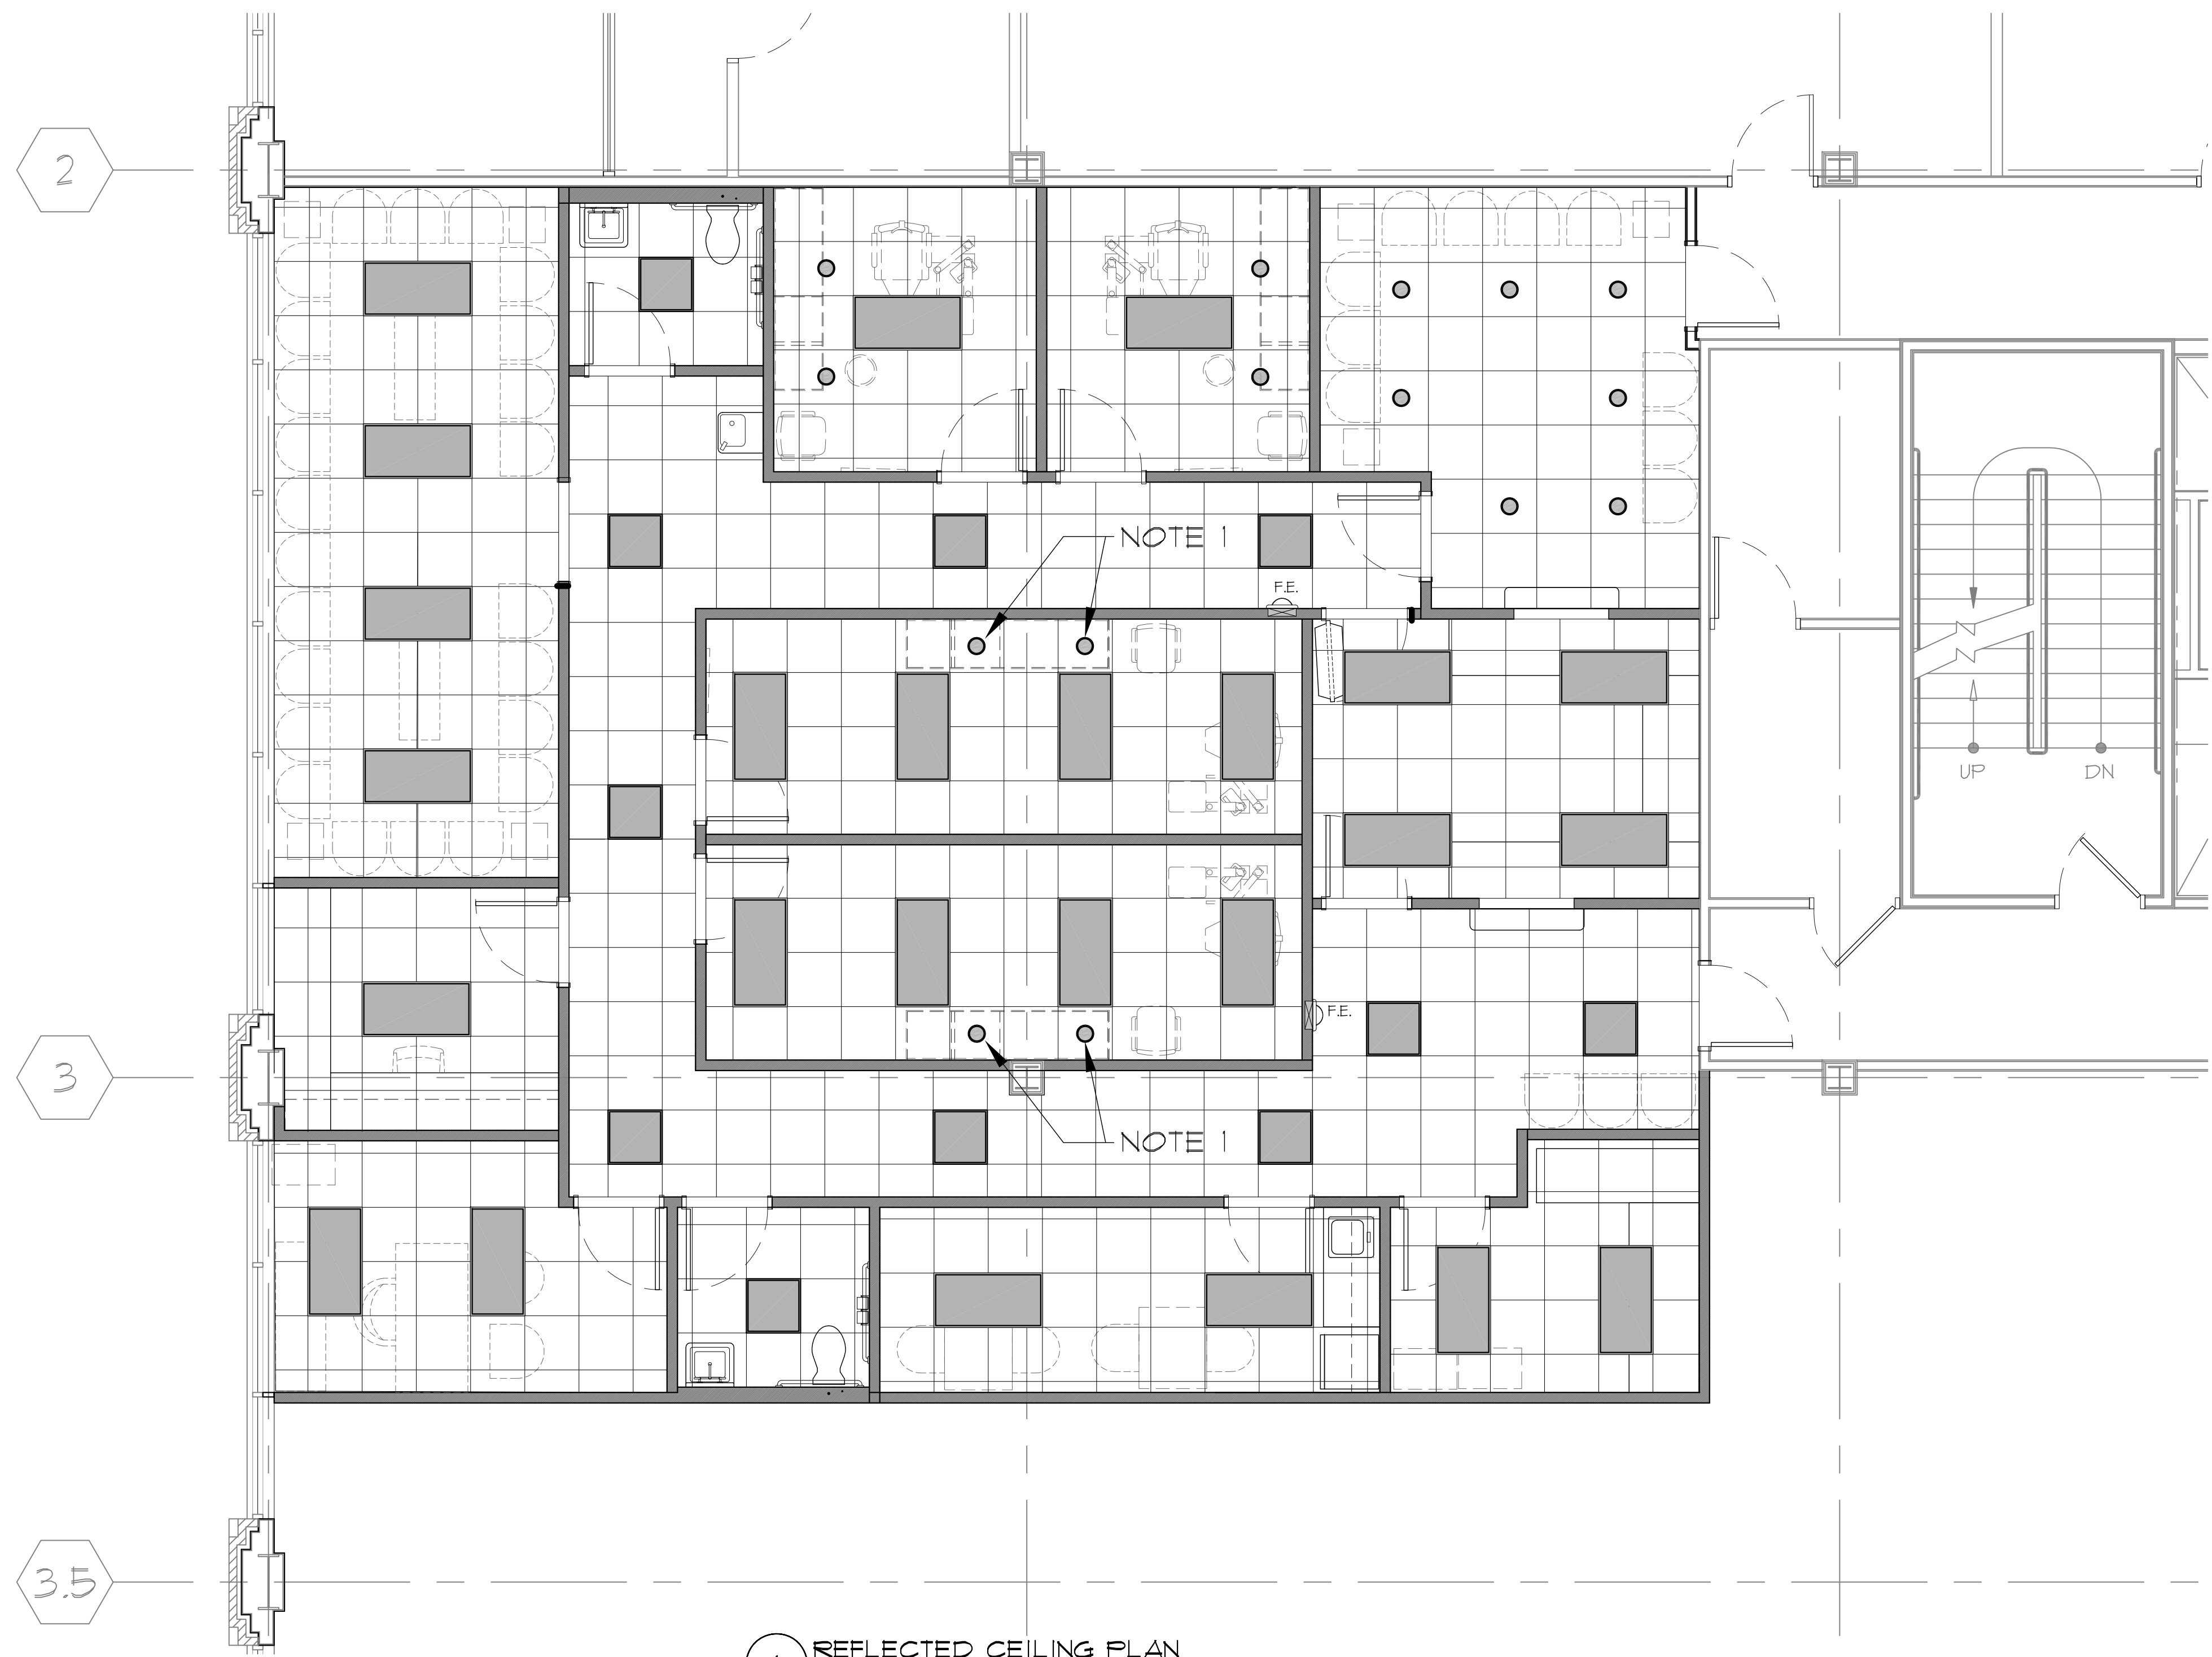 2
NOTE 1
F.E.
UP
DN
F.E.
3
NOTE 1
3.5
REFLECTED CEILING PLAN